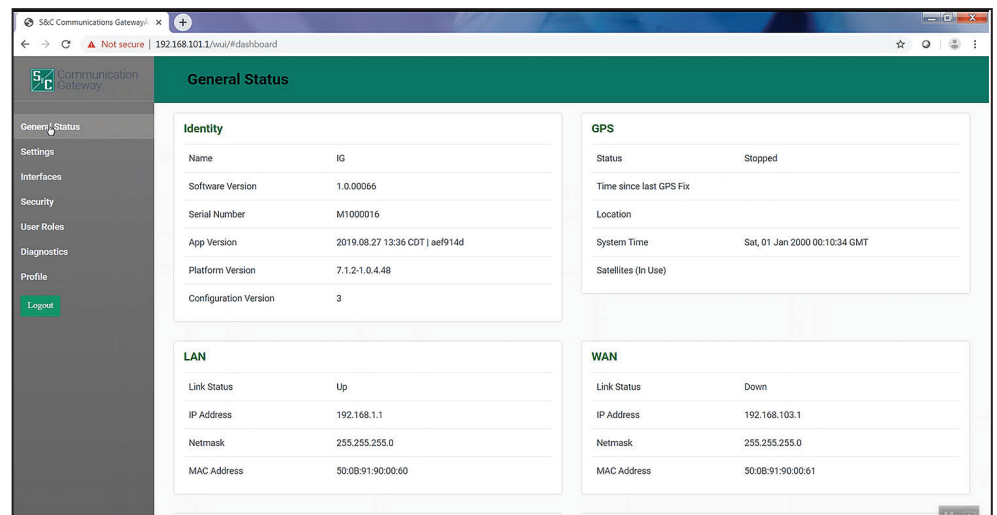 S&C Communications Gateway
Not secure | 192.168.101.1/wui/#dashboard
S&C Communication
Gateway
General Status
General Status
Settings
Interfaces
Security
User Roles
Diagnostics
Profile
Logout
Identity
Name IG
Software Version 1.0.00066
Serial Number M1000016
App Version 2019.08.27 13:36 CDT | aef914d
Platform Version 7.1.2-1.0.4.48
Configuration Version 3
GPS
Status Stopped
Time since last GPS Fix
Location
System Time Sat, 01 Jan 2000 00:10:34 GMT
Satellites (In Use)
LAN
Link Status Up
IP Address 192.168.1.1
Netmask 255.255.255.0
MAC Address 50:0B:91:90:00:60
WAN
Link Status Down
IP Address 192.168.103.1
Netmask 255.255.255.0
MAC Address 50:0B:91:90:00:61